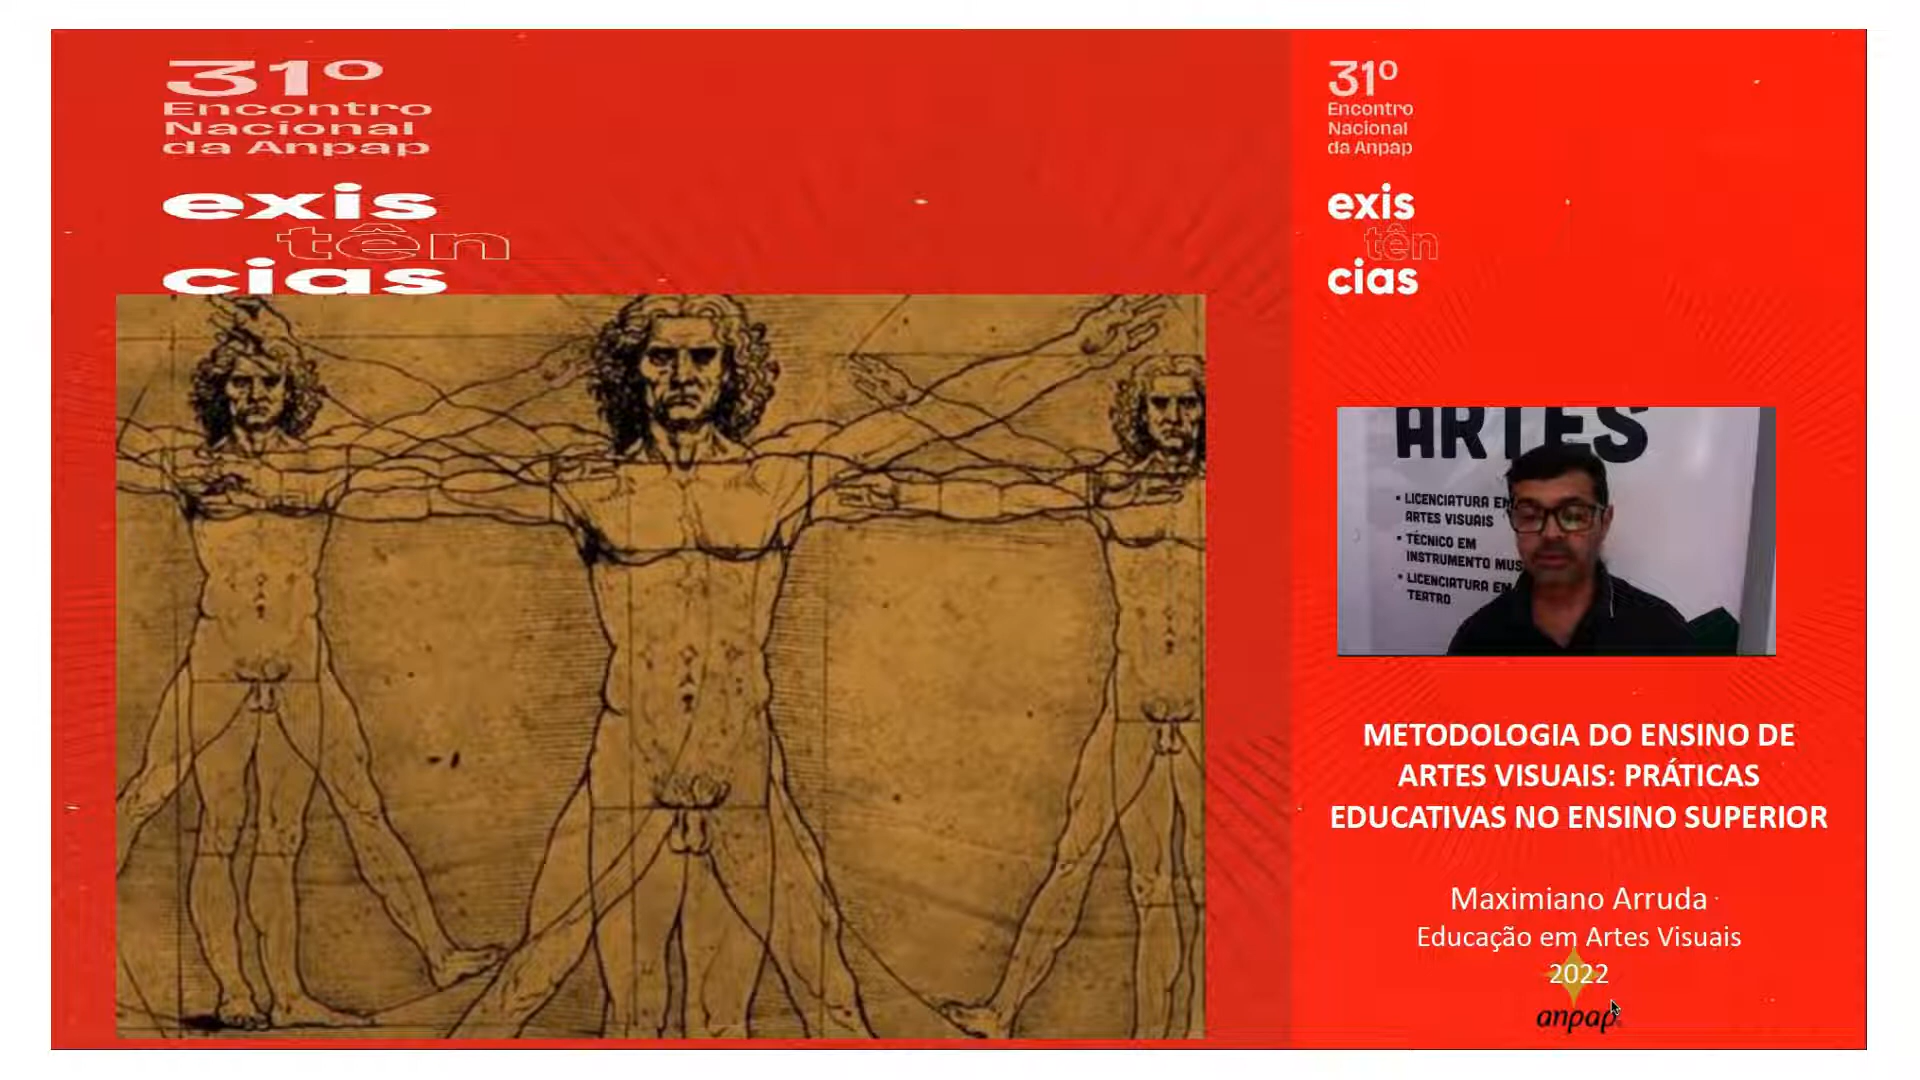 31º
Encontro
Nacional
da Anpap
exis
tên
cias
31º
Encontro
Nacional
da Anpap
exis
tên
cias
ARTES
• LICENCIATURA EM
ARTES VISUAIS
• TÉCNICO EM
INSTRUMENTO MUS
• LICENCIATURA EM
TEATRO
METODOLOGIA DO ENSINO DE
ARTES VISUAIS: PRÁTICAS
EDUCATIVAS NO ENSINO SUPERIOR
Maximiano Arruda
Educação em Artes Visuais
2022
anpap